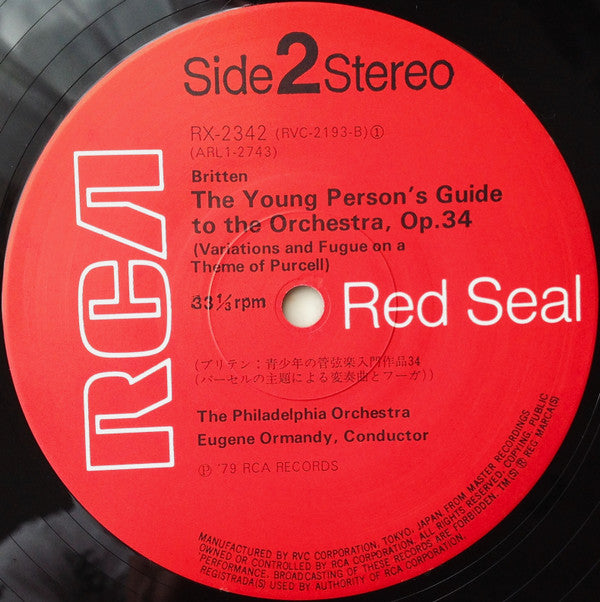 Side 2 Stereo
RX-2342 (RVC-2193-B)①
(ARL1-2743)
Britten
The Young Person's Guide
to the Orchestra, Op.34
(Variations and Fugue on a
Theme of Purcell)
33⅓ rpm
RCA
Red Seal
(ブリテン：青少年の管弦楽入門作品34
(パーセルの主題による変奏曲とフーガ))
The Philadelphia Orchestra
Eugene Ormandy, Conductor
Ⓟ '79 RCA RECORDS
MANUFACTURED BY RVC CORPORATION, TOKYO, JAPAN, FROM MASTER RECORDINGS
OWNED OR CONTROLLED BY RCA CORPORATION. ALL RIGHTS RESERVED. COPYING, PUBLIC
PERFORMANCE, BROADCASTING OF THESE RECORDS ARE FORBIDDEN. TM(S) ® REG. MARCA(S)
REGISTRADA(S) USED BY AUTHORITY OF RCA CORPORATION.